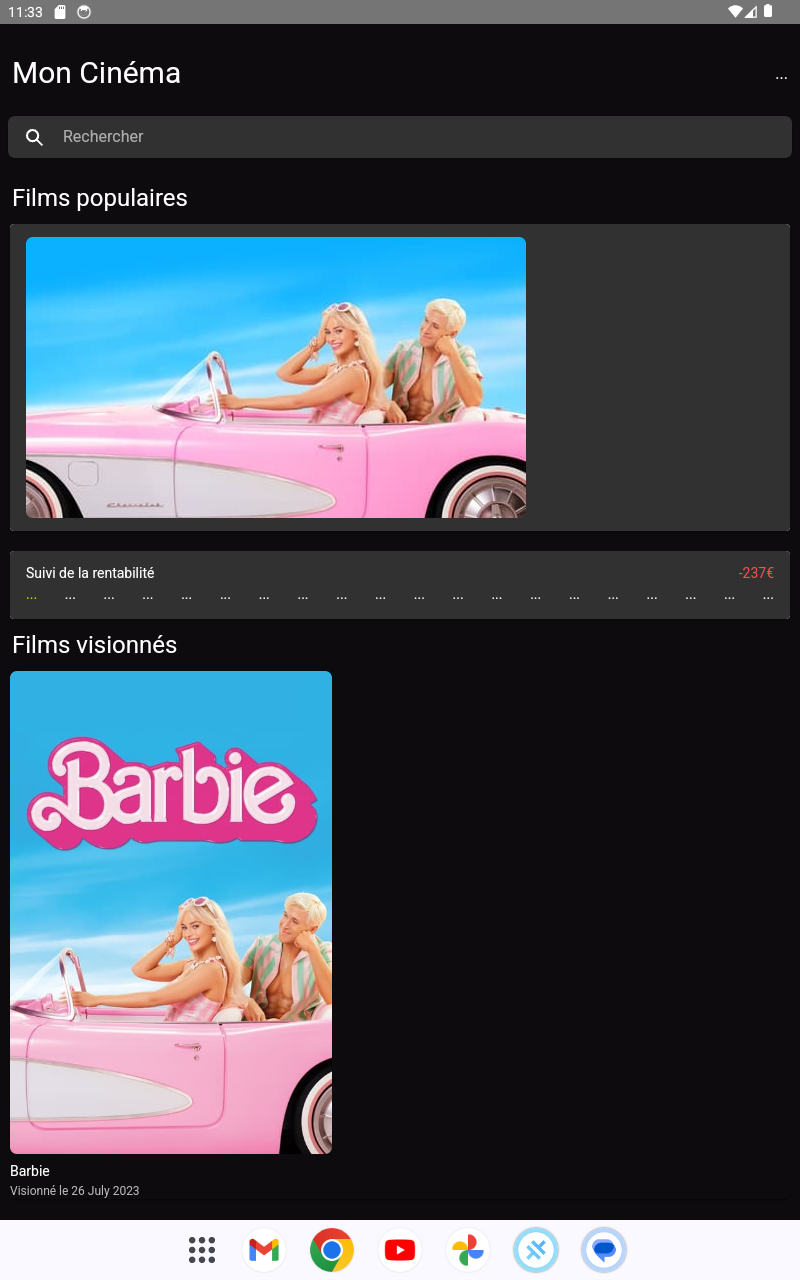 11:33
Mon Cinéma
...
Rechercher
Films populaires
Chevrolet
Suivi de la rentabilité
-237€
... ... ... ... ... ... ... ... ... ... ... ... ... ... ... ... ... ... ... ...
Films visionnés
Barbie
Barbie
Visionné le 26 July 2023